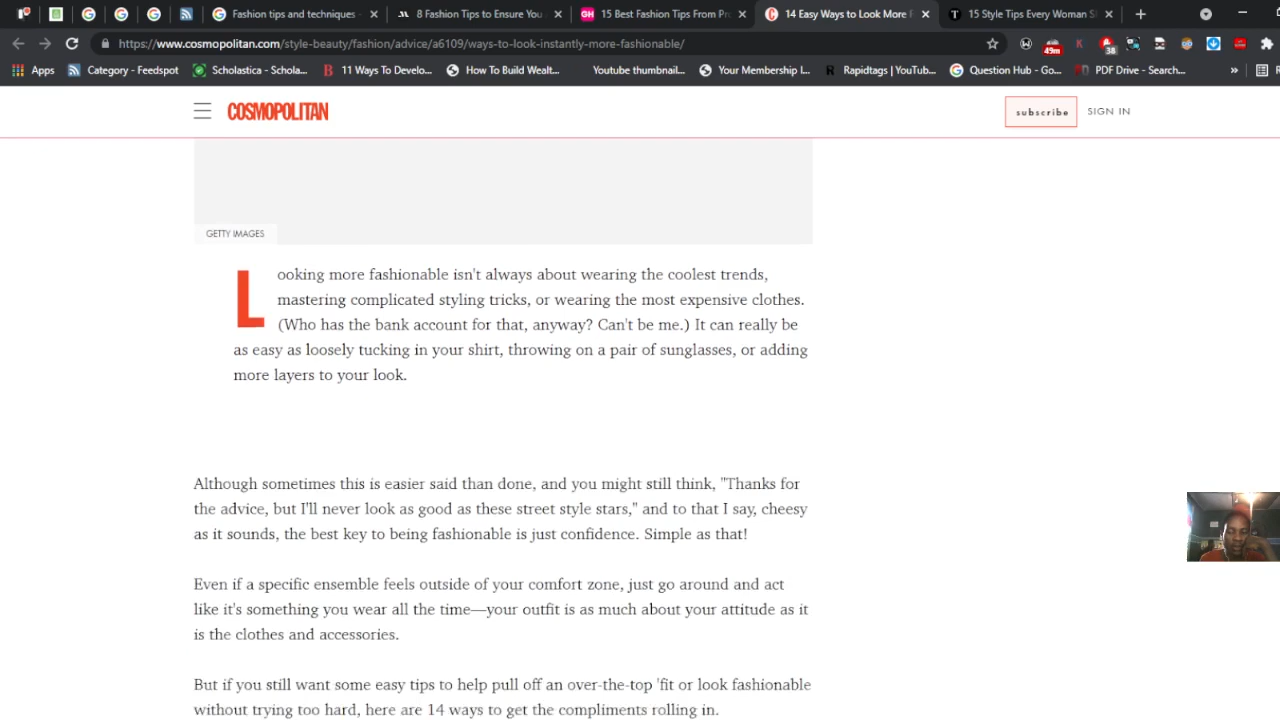 Fashion tips and techniques
8 Fashion Tips to Ensure You
GH
15 Best Fashion Tips From Pro
14 Easy Ways to Look More F
15 Style Tips Every Woman S
https://www.cosmopolitan.com/style-beauty/fashion/advice/a6109/ways-to-look-instantly-more-fashionable/
49m
38
Apps
Category - Feedspot
Scholastica - Schola...
11 Ways To Develo...
How To Build Wealt...
Youtube thumbnail...
Your Membership I...
Rapidtags | YouTub...
Question Hub - Go...
PDF Drive - Search...
COSMOPOLITAN
subscribe
SIGN IN
GETTY IMAGES
Looking more fashionable isn't always about wearing the coolest trends,
mastering complicated styling tricks, or wearing the most expensive clothes.
(Who has the bank account for that, anyway? Can't be me.) It can really be
as easy as loosely tucking in your shirt, throwing on a pair of sunglasses, or adding
more layers to your look.
Although sometimes this is easier said than done, and you might still think, "Thanks for
the advice, but I'll never look as good as these street style stars," and to that I say, cheesy
as it sounds, the best key to being fashionable is just confidence. Simple as that!
Even if a specific ensemble feels outside of your comfort zone, just go around and act
like it's something you wear all the time—your outfit is as much about your attitude as it
is the clothes and accessories.
But if you still want some easy tips to help pull off an over-the-top 'fit or look fashionable
without trying too hard, here are 14 ways to get the compliments rolling in.